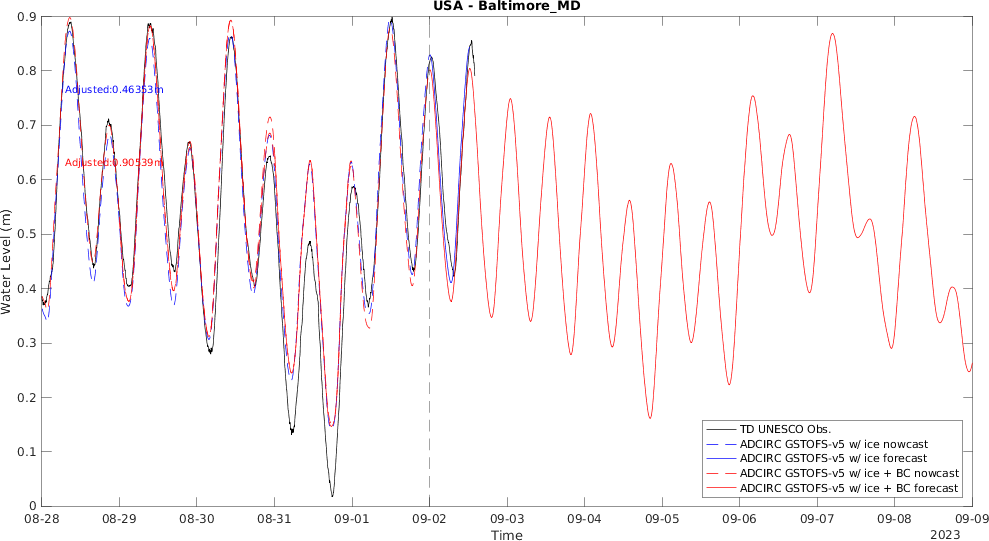 USA - Baltimore_MD
0.9
0.8
0.7
0.6
0.5
0.4
0.3
0.2
0.1
0
Water Level (m)
Adjusted:0.46353m
Adjusted:0.90539m
TD UNESCO Obs.
ADCIRC GSTOFS-v5 w/ ice nowcast
ADCIRC GSTOFS-v5 w/ ice forecast
ADCIRC GSTOFS-v5 w/ ice + BC nowcast
ADCIRC GSTOFS-v5 w/ ice + BC forecast
08-28 08-29 08-30 08-31 09-01 09-02 09-03 09-04 09-05 09-06 09-07 09-08 09-09
Time
2023